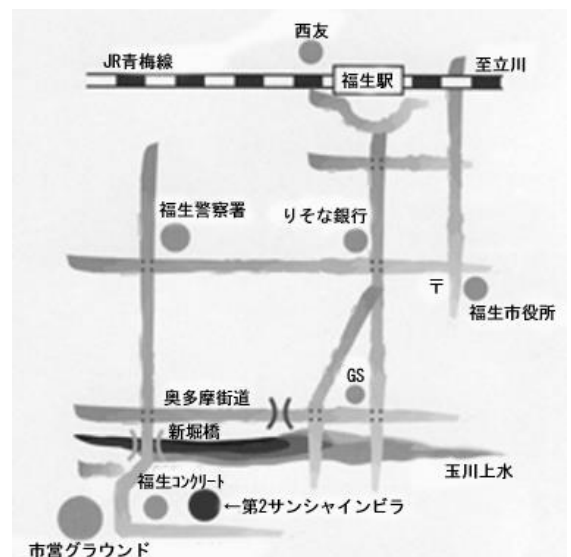 西友
JR青梅線
福生駅
至立川
福生警察署
りそな銀行
〒
福生市役所
GS
奥多摩街道
新堀橋
玉川上水
福生コンクリート
←第2サンシャインビラ
市営グラウンド